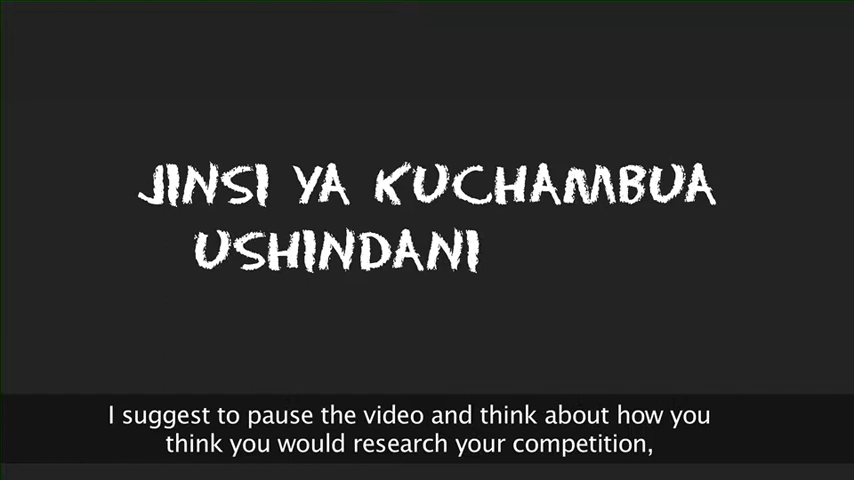 JINSI YA KUCHAMBUA
USHINDANI
I suggest to pause the video and think about how you
think you would research your competition,